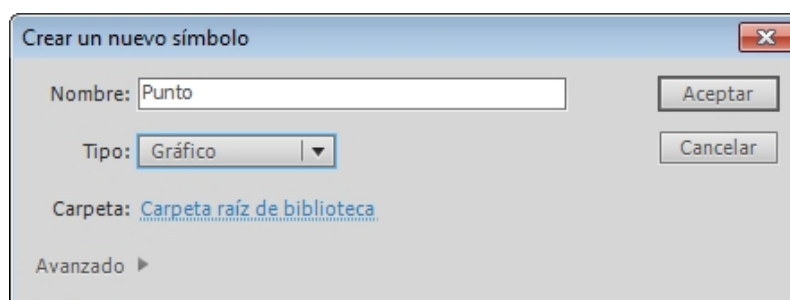 Crear un nuevo símbolo
Nombre: Punto
Aceptar
Tipo: Gráfico
Cancelar
Carpeta: Carpeta raíz de biblioteca
Avanzado